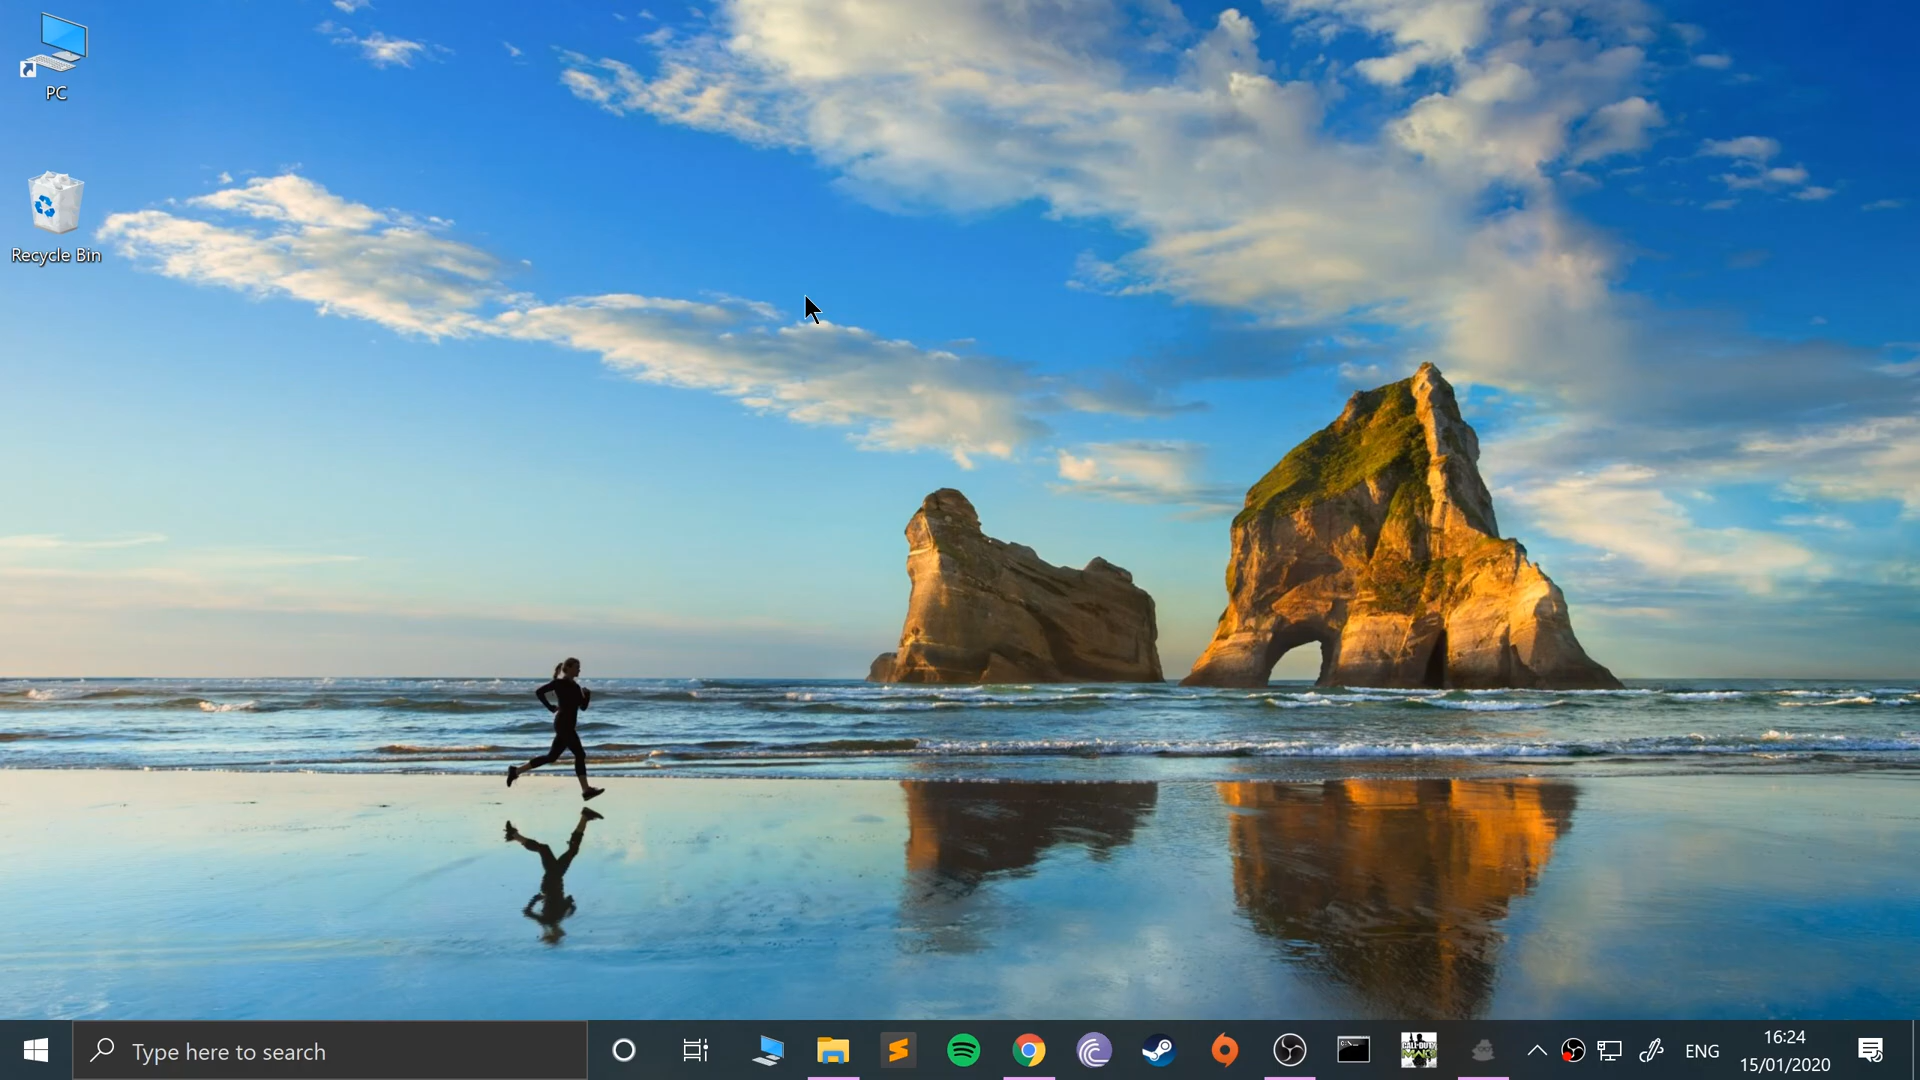 PC
Recycle Bin
Type here to search
ENG
16:24
15/01/2020